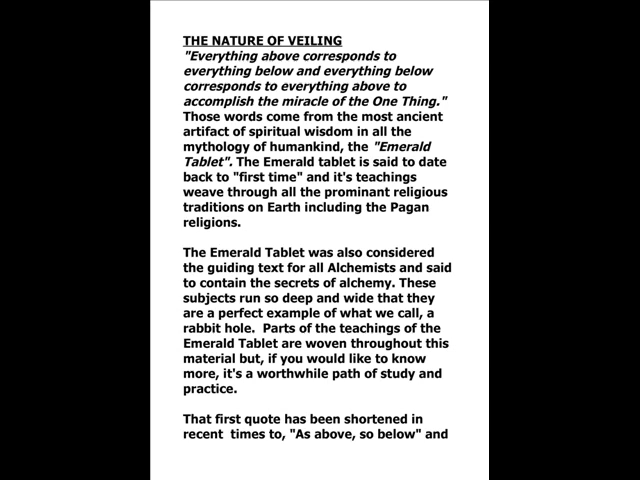 THE NATURE OF VEILING
"Everything above corresponds to
everything below and everything below
corresponds to everything above to
accomplish the miracle of the One Thing."
Those words come from the most ancient
artifact of spiritual wisdom in all the
mythology of humankind, the "Emerald
Tablet". The Emerald tablet is said to date
back to "first time" and it's teachings
weave through all the prominant religious
traditions on Earth including the Pagan
religions.

The Emerald Tablet was also considered
the guiding text for all Alchemists and said
to contain the secrets of alchemy. These
subjects run so deep and wide that they
are a perfect example of what we call, a
rabbit hole.  Parts of the teachings of the
Emerald Tablet are woven throughout this
material but, if you would like to know
more, it's a worthwhile path of study and
practice.

That first quote has been shortened in
recent  times to, "As above, so below" and